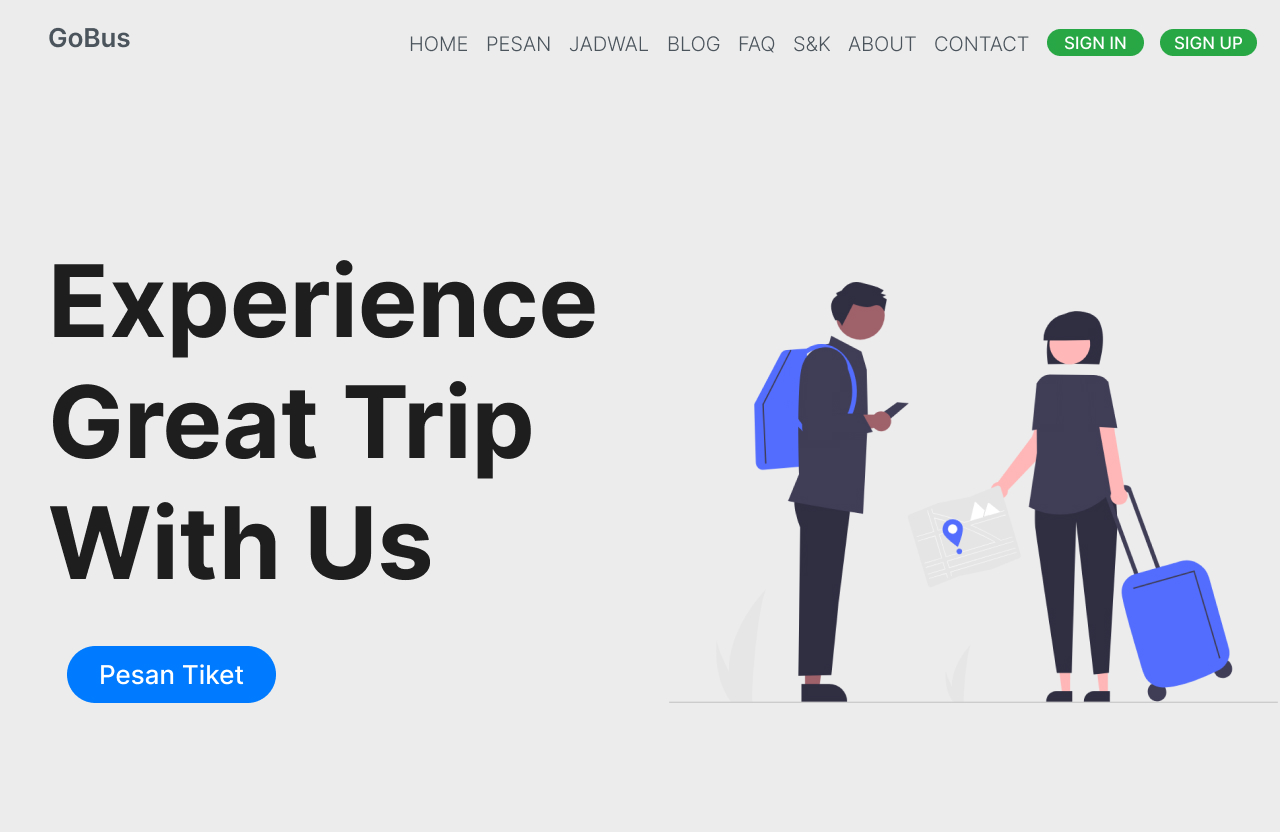 GoBus
HOME PESAN JADWAL BLOG FAQ S&K ABOUT CONTACT SIGN IN SIGN UP
Experience
Great Trip
With Us
Pesan Tiket